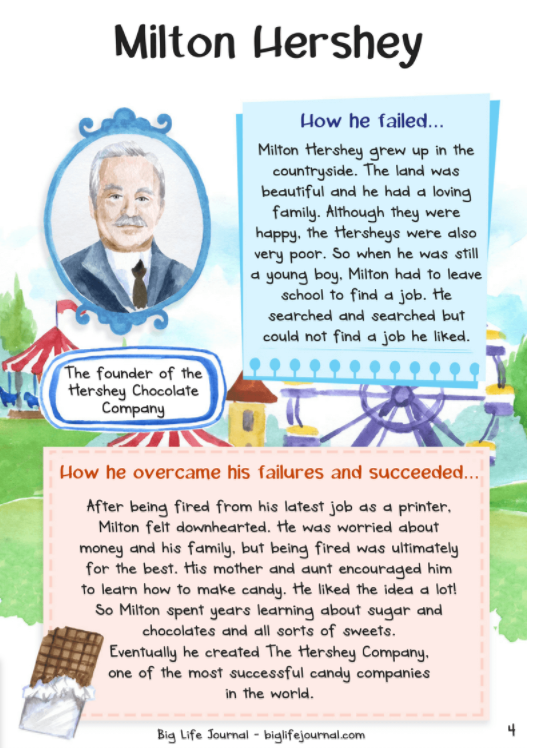 Milton Hershey
How he failed...
Milton Hershey grew up in the
countryside. The land was
beautiful and he had a loving
family. Although they were
happy, the Hersheys were also
very poor. So when he was still
a young boy, Milton had to leave
school to find a job. He
searched and searched but
could not find a job he liked.
The founder of the
Hershey Chocolate
Company
How he overcame his failures and succeeded...
After being fired from his latest job as a printer,
Milton felt downhearted. He was worried about
money and his family, but being fired was ultimately
for the best. His mother and aunt encouraged him
to learn how to make candy. He liked the idea a lot!
So Milton spent years learning about sugar and
chocolates and all sorts of sweets.
Eventually he created The Hershey Company,
one of the most successful candy companies
in the world.
Big Life Journal - biglifejournal.com
4